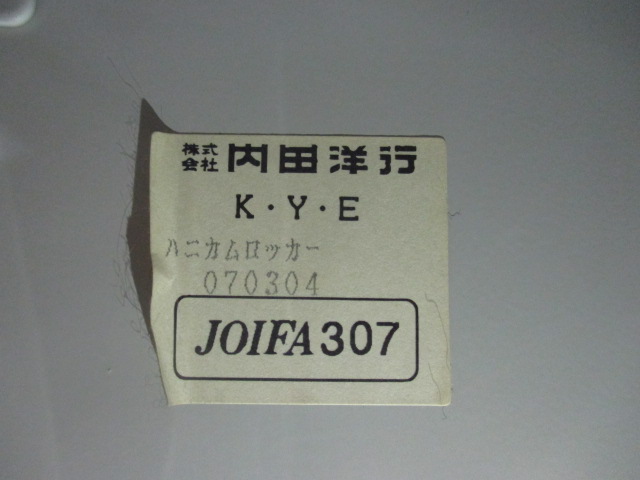 株式会社 内田洋行
K・Y・E
ハニカムロッカー
070304
JOIFA 307